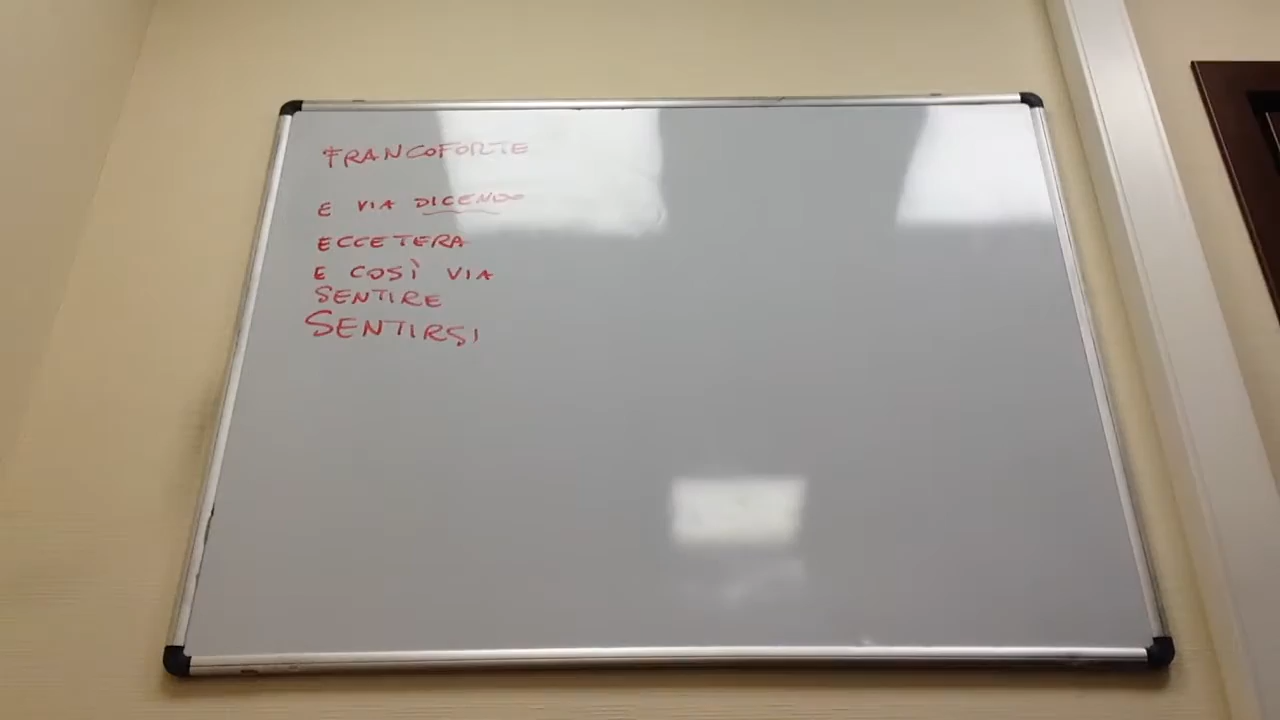 FRANCOFORTE
E VIA DICENDO
ECCETERA
E COSÌ VIA
SENTIRE
SENTIRSI